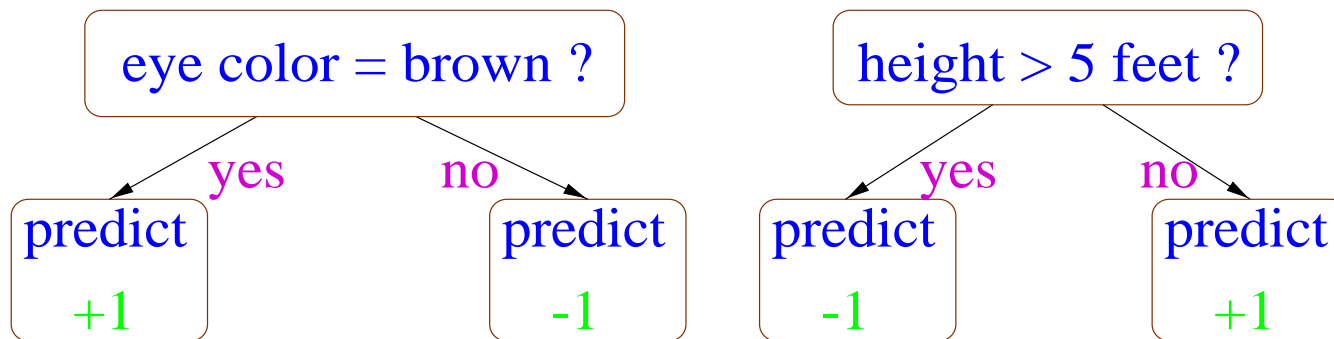 eye color = brown ?
yes
no
predict
+1
predict
-1
height > 5 feet ?
yes
no
predict
-1
predict
+1